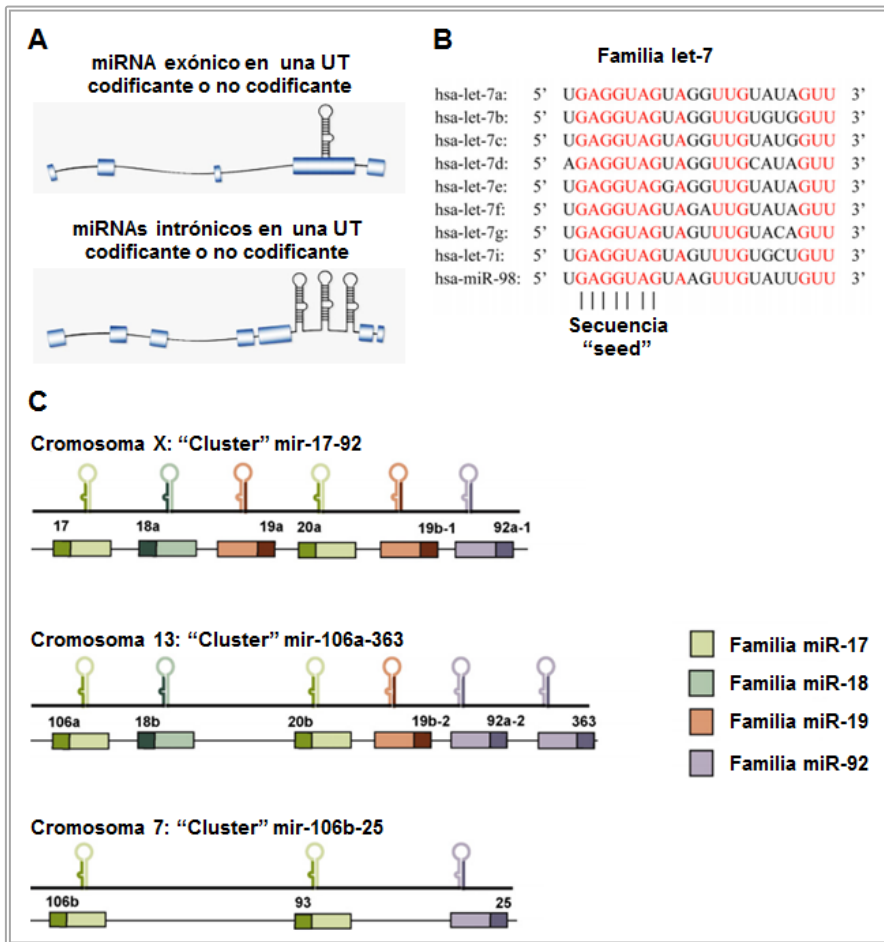 A
miRNA exónico en una UT
codificante o no codificante
miRNAs intrónicos en una UT
codificante o no codificante
B
Familia let-7
hsa-let-7a: 5’ UGAGGUAGUAGGUUGUAUAGUU 3’
hsa-let-7b: 5’ UGAGGUAGUAGGUUGUGUGGUU 3’
hsa-let-7c: 5’ UGAGGUAGUAGGUUGUAUGGUU 3’
hsa-let-7d: 5’ AGAGGUAGUAGGUUGCAUAGUU 3’
hsa-let-7e: 5’ UGAGGUAGGAGGUUGUAUAGUU 3’
hsa-let-7f: 5’ UGAGGUAGUAGAUUGUAUAGUU 3’
hsa-let-7g: 5’ UGAGGUAGUAGUUUGUACAGUU 3’
hsa-let-7i: 5’ UGAGGUAGUAGUUUGUGCUGUU 3’
hsa-miR-98: 5’ UGAGGUAGUAAGUUGUAUUGUU 3’
Secuencia
“seed”
C
Cromosoma X: “Cluster” mir-17-92
17 18a 19a 20a 19b-1 92a-1
Cromosoma 13: “Cluster” mir-106a-363
106a 18b 20b 19b-2 92a-2 363
Cromosoma 7: “Cluster” mir-106b-25
106b 93 25
Familia miR-17
Familia miR-18
Familia miR-19
Familia miR-92